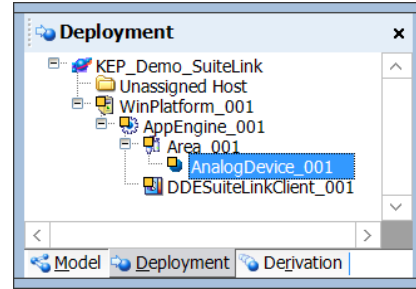 Deployment
KEP_Demo_SuiteLink
Unassigned Host
WinPlatform_001
AppEngine_001
Area_001
AnalogDevice_001
DDESuiteLinkClient_001
Model Deployment Derivation